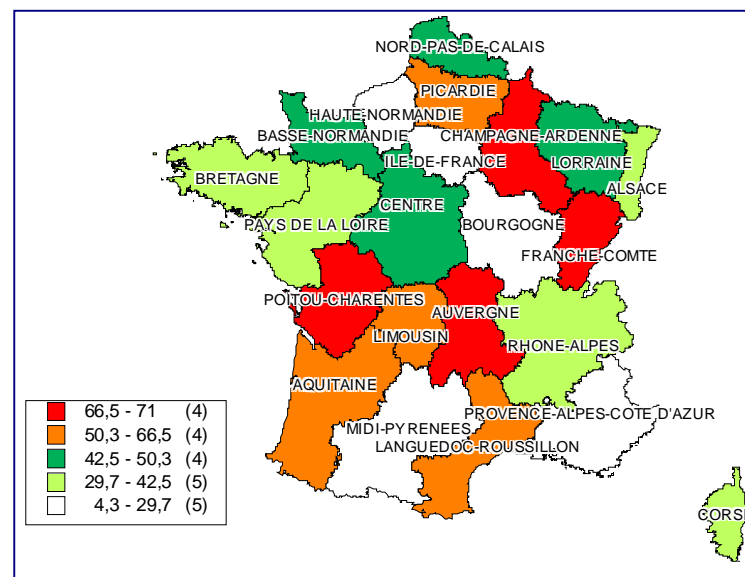 NORD-PAS-DE-CALAIS
PICARDIE
HAUTE-NORMANDIE
BASSE-NORMANDIE
CHAMPAGNE-ARDENNE
ILE-DE-FRANCE
LORRAINE
BRETAGNE
ALSACE
CENTRE
PAYS DE LA LOIRE
BOURGOGNE
FRANCHE-COMTE
POITOU-CHARENTES
AUVERGNE
LIMOUSIN
RHONE-ALPES
AQUITAINE
PROVENCE-ALPES-COTE D'AZUR
MIDI-PYRENEES
LANGUEDOC-ROUSSILLON
CORSE
66,5 - 71 (4)
50,3 - 66,5 (4)
42,5 - 50,3 (4)
29,7 - 42,5 (5)
4,3 - 29,7 (5)